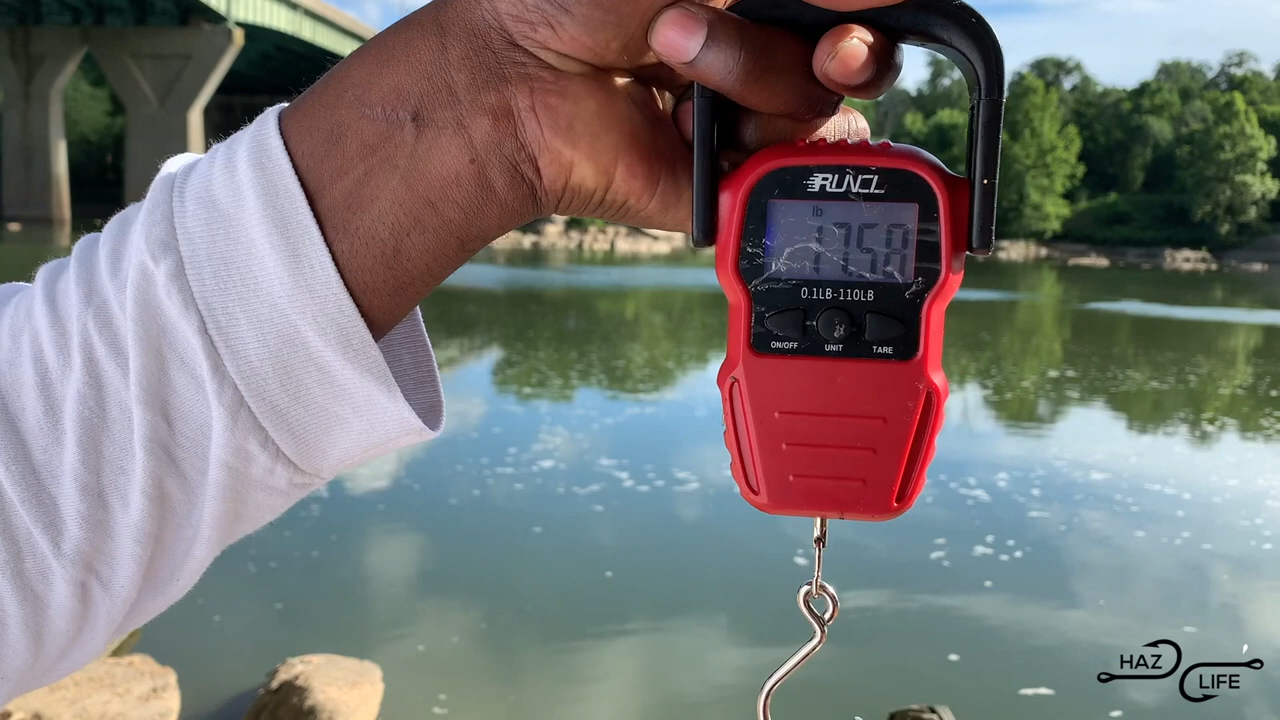 RUNCL
lb
17.58
0.1LB-110LB
ON/OFF UNIT TARE
HAZ
LIFE